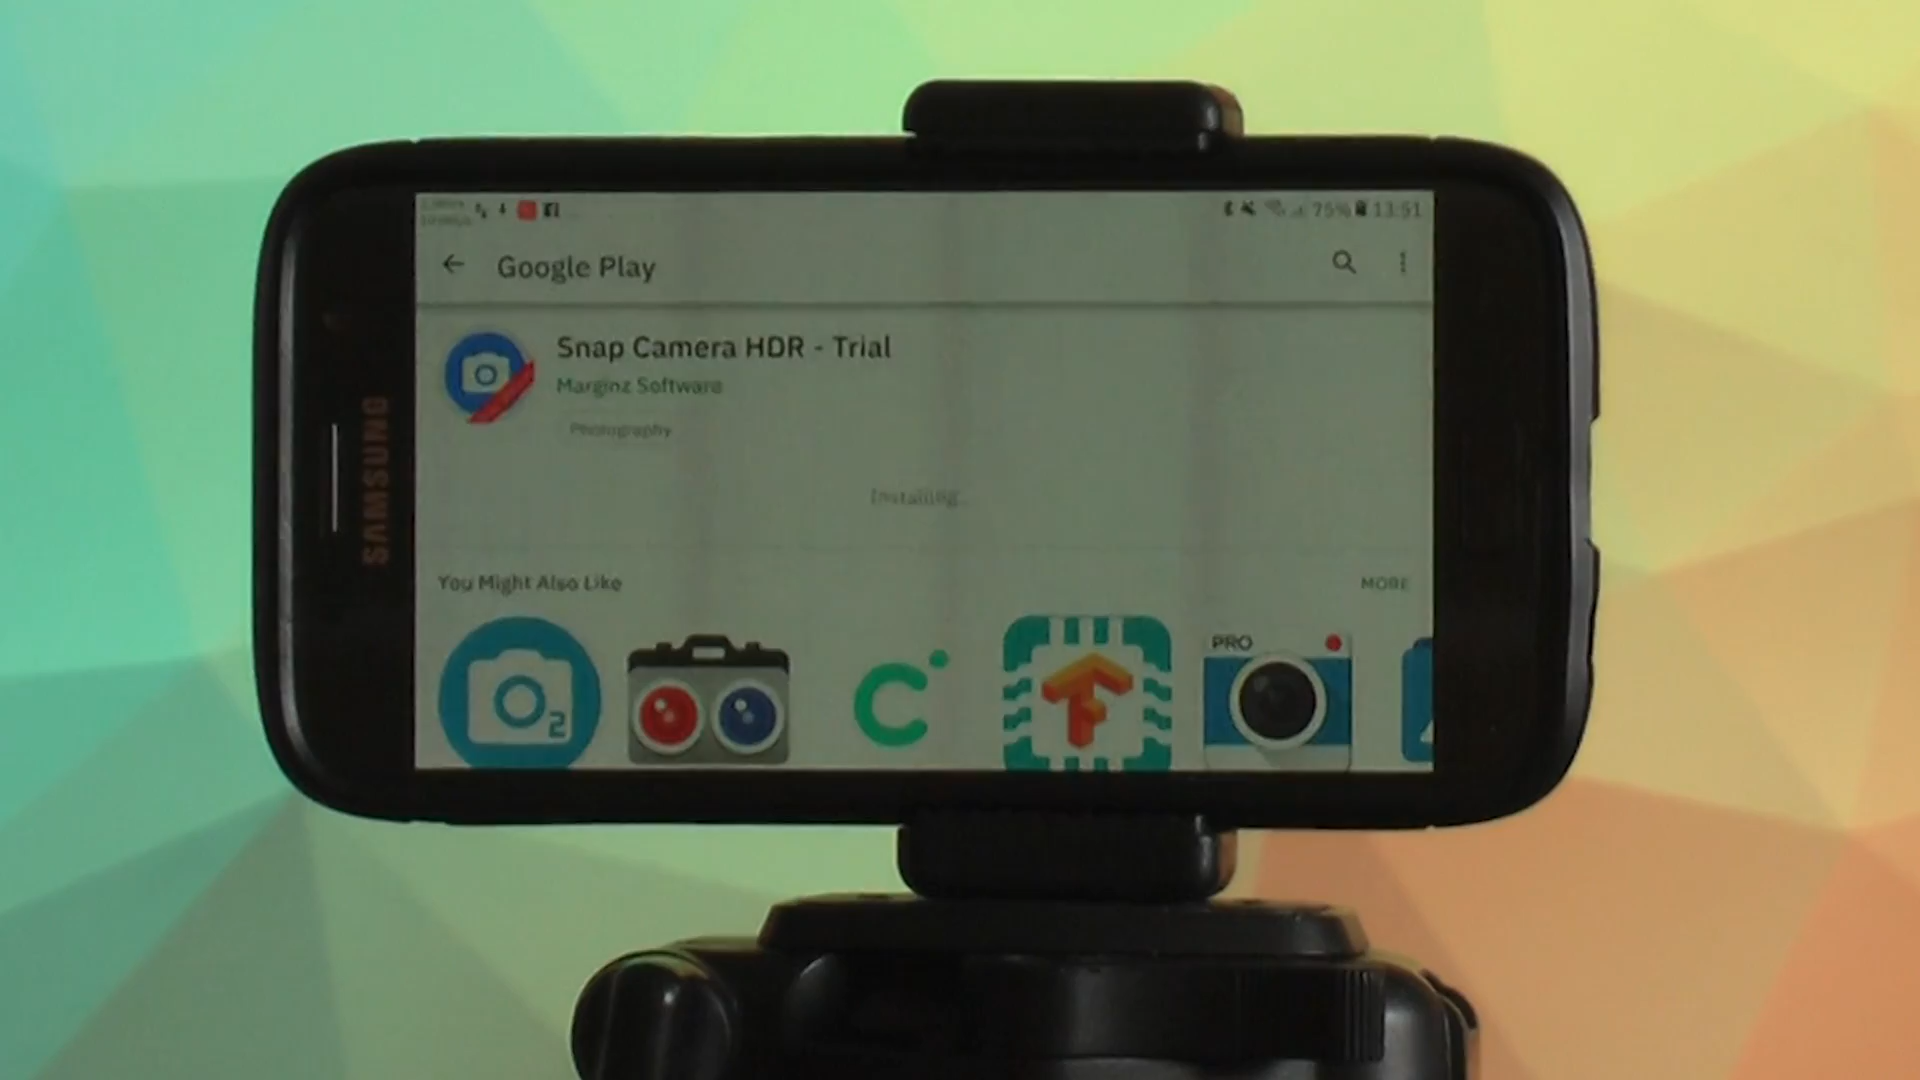 75% 13:51
Google Play
Snap Camera HDR - Trial
Marginz Software
Photography
Installing...
You Might Also Like
MORE
2
PRO
SAMSUNG